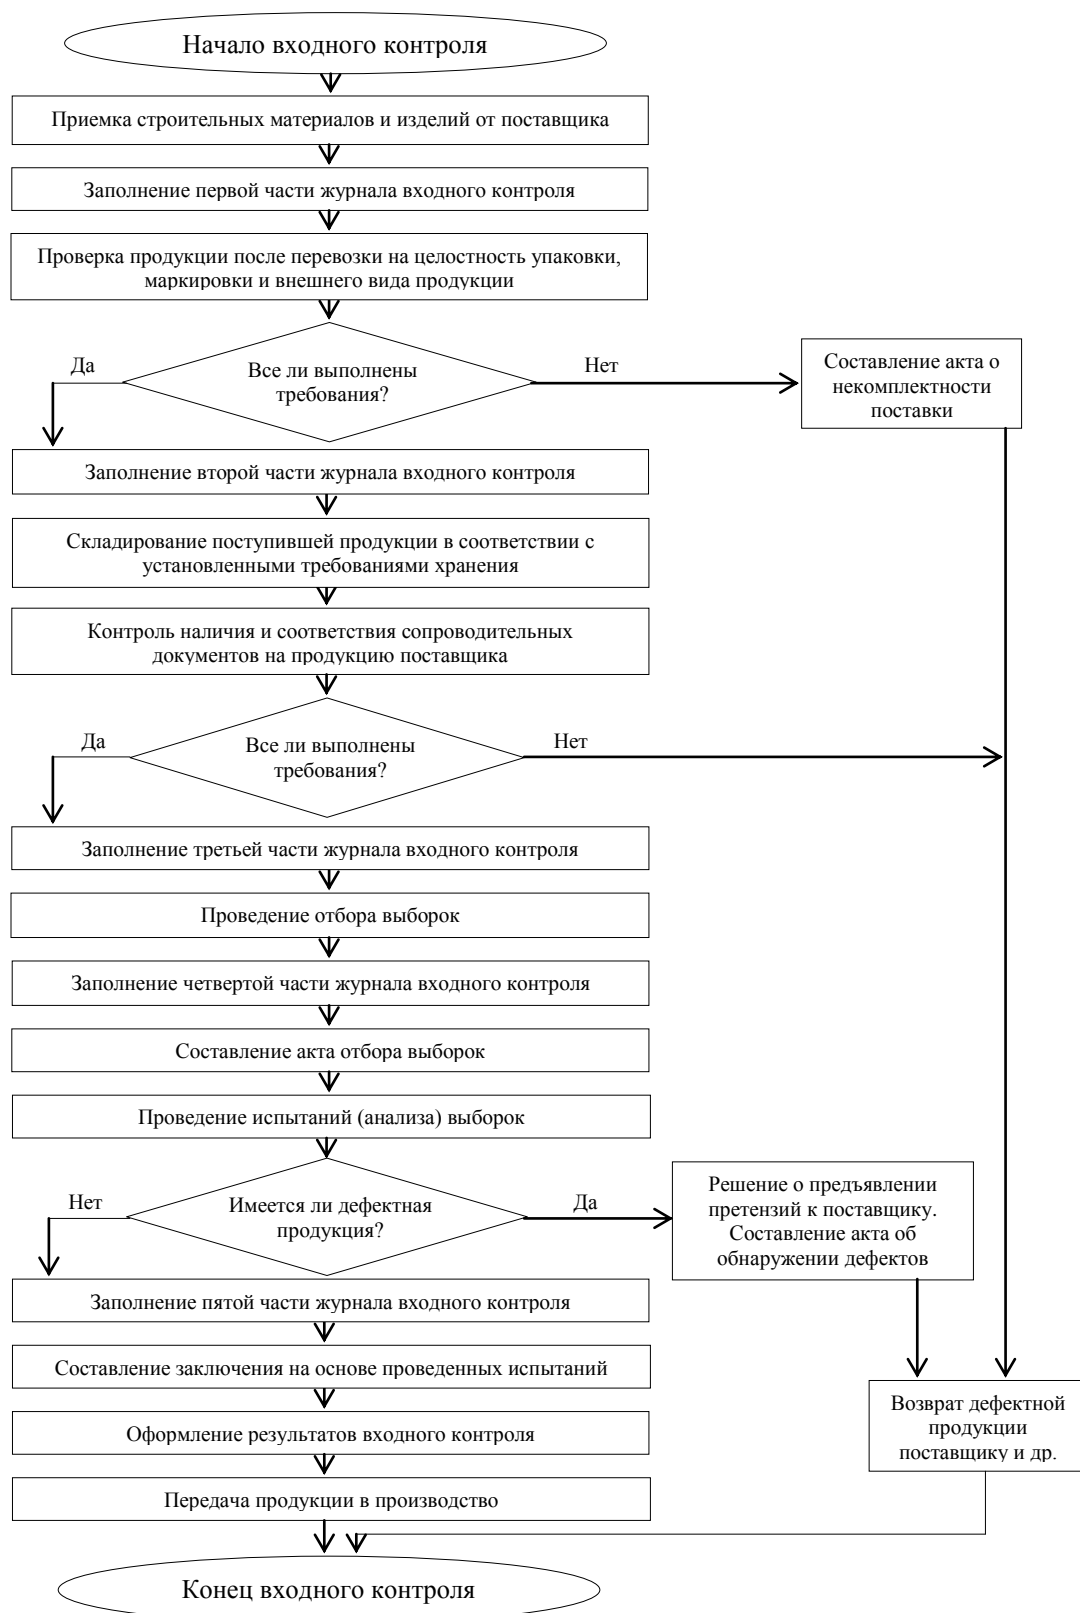 Начало входного контроля
Приемка строительных материалов и изделий от поставщика
Заполнение первой части журнала входного контроля
Проверка продукции после перевозки на целостность упаковки,
маркировки и внешнего вида продукции
Да
Все ли выполнены
требования?
Нет
Составление акта о
некомплектности
поставки
Заполнение второй части журнала входного контроля
Складирование поступившей продукции в соответствии с
установленными требованиями хранения
Контроль наличия и соответствия сопроводительных
документов на продукцию поставщика
Да
Все ли выполнены
требования?
Нет
Заполнение третьей части журнала входного контроля
Проведение отбора выборок
Заполнение четвертой части журнала входного контроля
Составление акта отбора выборок
Проведение испытаний (анализа) выборок
Нет
Имеется ли дефектная
продукция?
Да
Решение о предъявлении
претензий к поставщику.
Составление акта об
обнаружении дефектов
Заполнение пятой части журнала входного контроля
Составление заключения на основе проведенных испытаний
Оформление результатов входного контроля
Возврат дефектной
продукции
поставщику и др.
Передача продукции в производство
Конец входного контроля